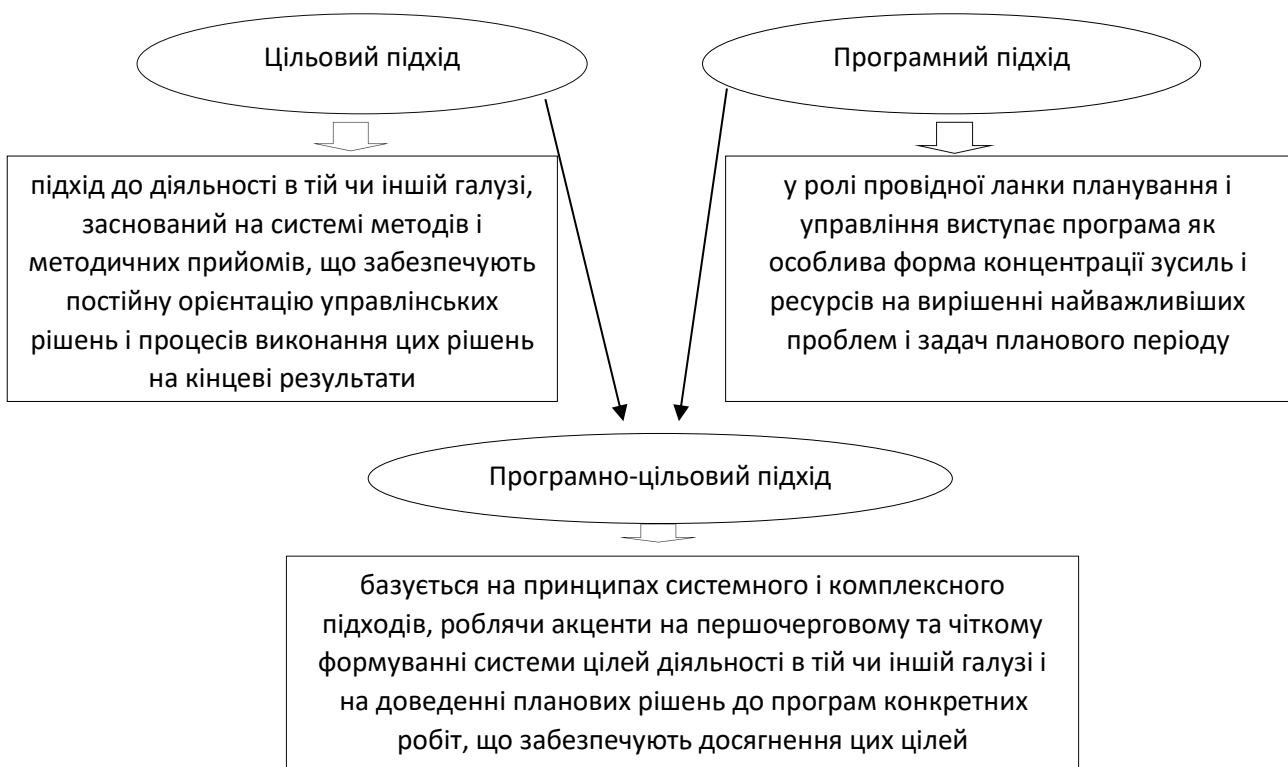 Цільовий підхід
Програмний підхід
підхід до діяльності в тій чи іншій галузі,
заснований на системі методів і
методичних прийомів, що забезпечують
постійну орієнтацію управлінських
рішень і процесів виконання цих рішень
на кінцеві результати
у ролі провідної ланки планування і
управління виступає програма як
особлива форма концентрації зусиль і
ресурсів на вирішенні найважливіших
проблем і задач планового періоду
Програмно-цільовий підхід
базується на принципах системного і комплексного
підходів, роблячи акценти на першочерговому та чіткому
формуванні системи цілей діяльності в тій чи іншій галузі і
на доведенні планових рішень до програм конкретних
робіт, що забезпечують досягнення цих цілей